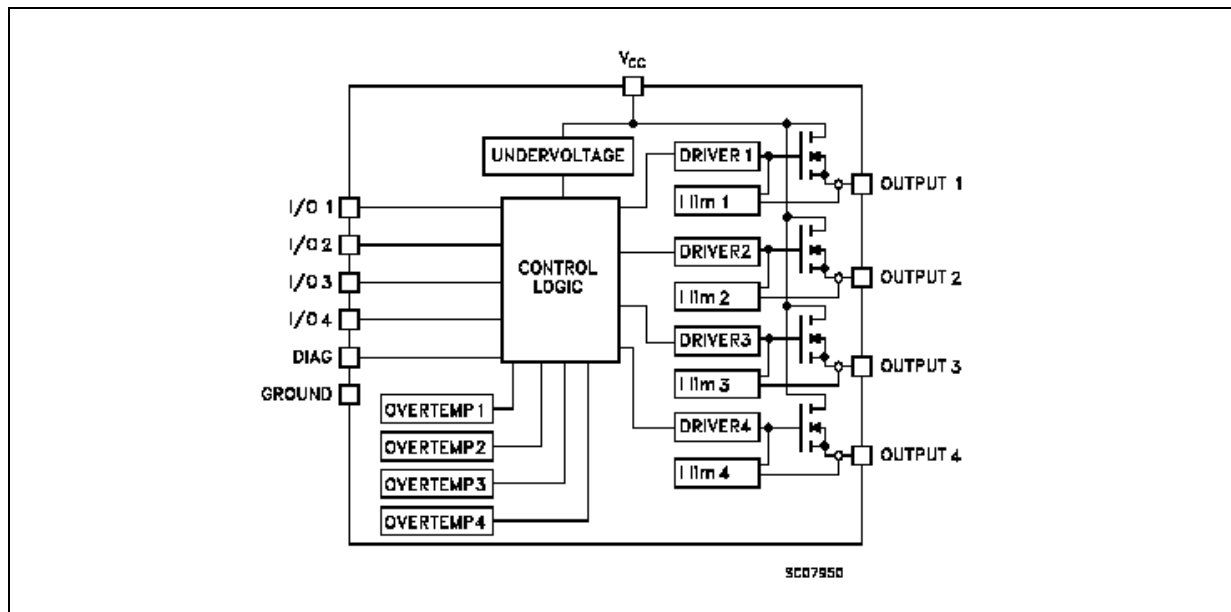 VCC
UNDERVOLTAGE
DRIVER 1
I lim 1
OUTPUT 1
I/O 1
I/O 2
I/O 3
I/O 4
DIAG
GROUND
CONTROL
LOGIC
DRIVER2
I lim 2
OUTPUT 2
DRIVER3
I lim 3
OUTPUT 3
DRIVER4
I lim 4
OUTPUT 4
OVERTEMP 1
OVERTEMP2
OVERTEMP3
OVERTEMP4
SC07950